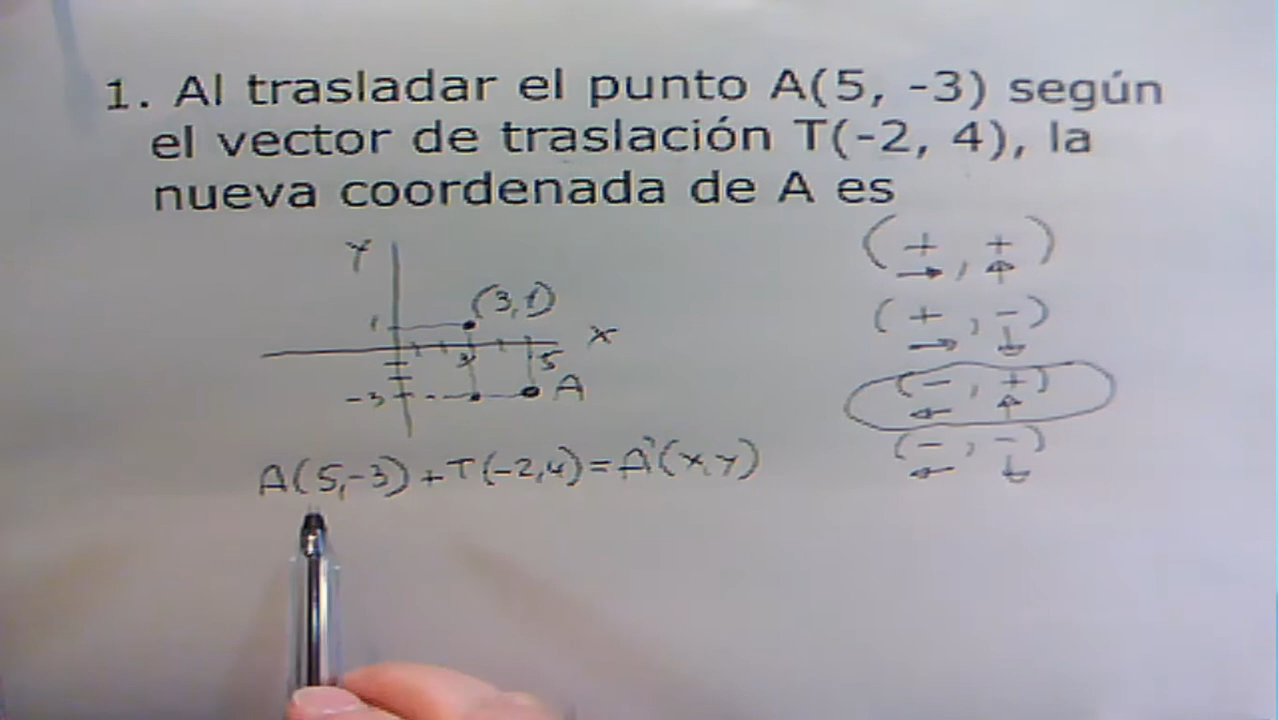 1. Al trasladar el punto A(5, -3) según
el vector de traslación T(-2, 4), la
nueva coordenada de A es
(+, +)
Y
(3,1)
(+, -)
1
X
3
5
(-, +)
-3
A
(-, -)
A(5,-3)+T(-2,4)=A'(x,y)